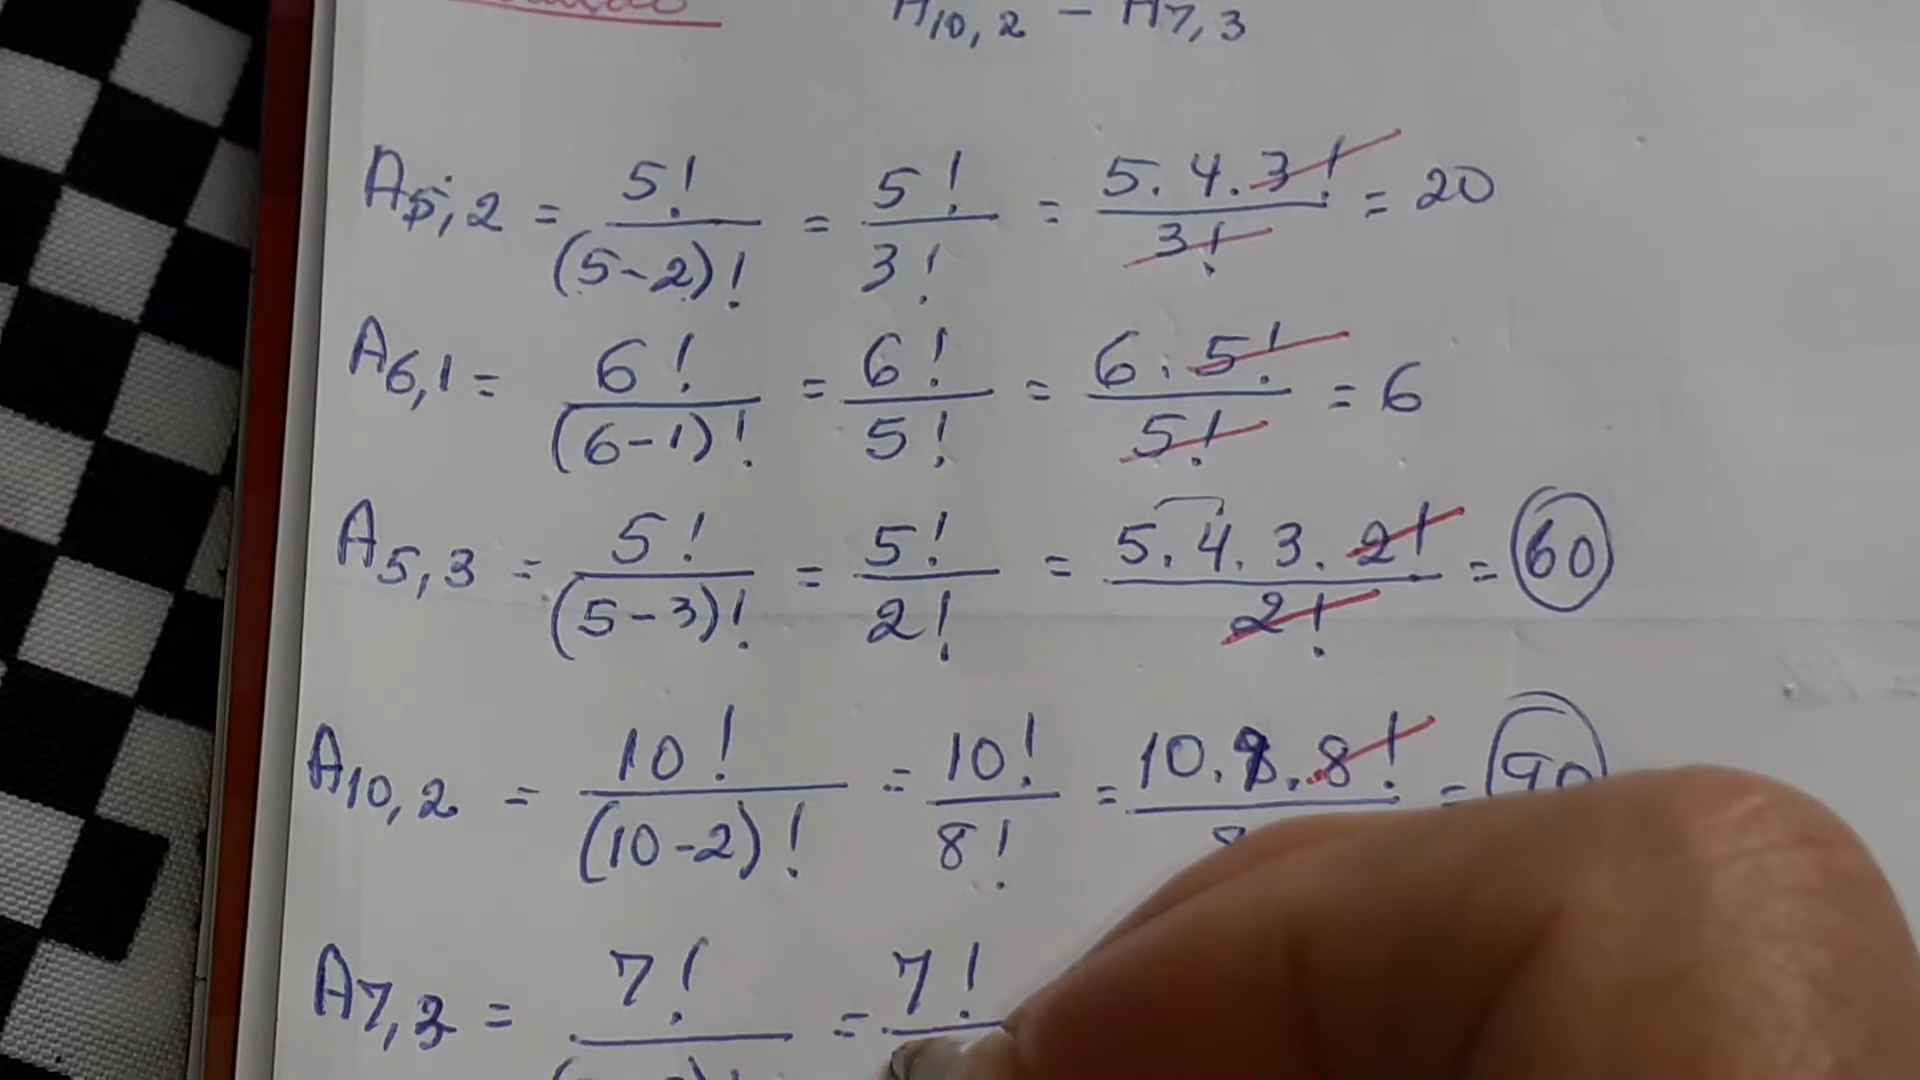 A10,2 - A7,3
A5,2 = 5!/(5-2)! = 5!/3! = 5.4.3!/3! = 20
A6,1 = 6!/(6-1)! = 6!/5! = 6.5!/5! = 6
A5,3 = 5!/(5-3)! = 5!/2! = 5.4.3.2!/2! = 60
A10,2 = 10!/(10-2)! = 10!/8! = 10.9.8!/8 = 90
A7,3 = 7! = 7!